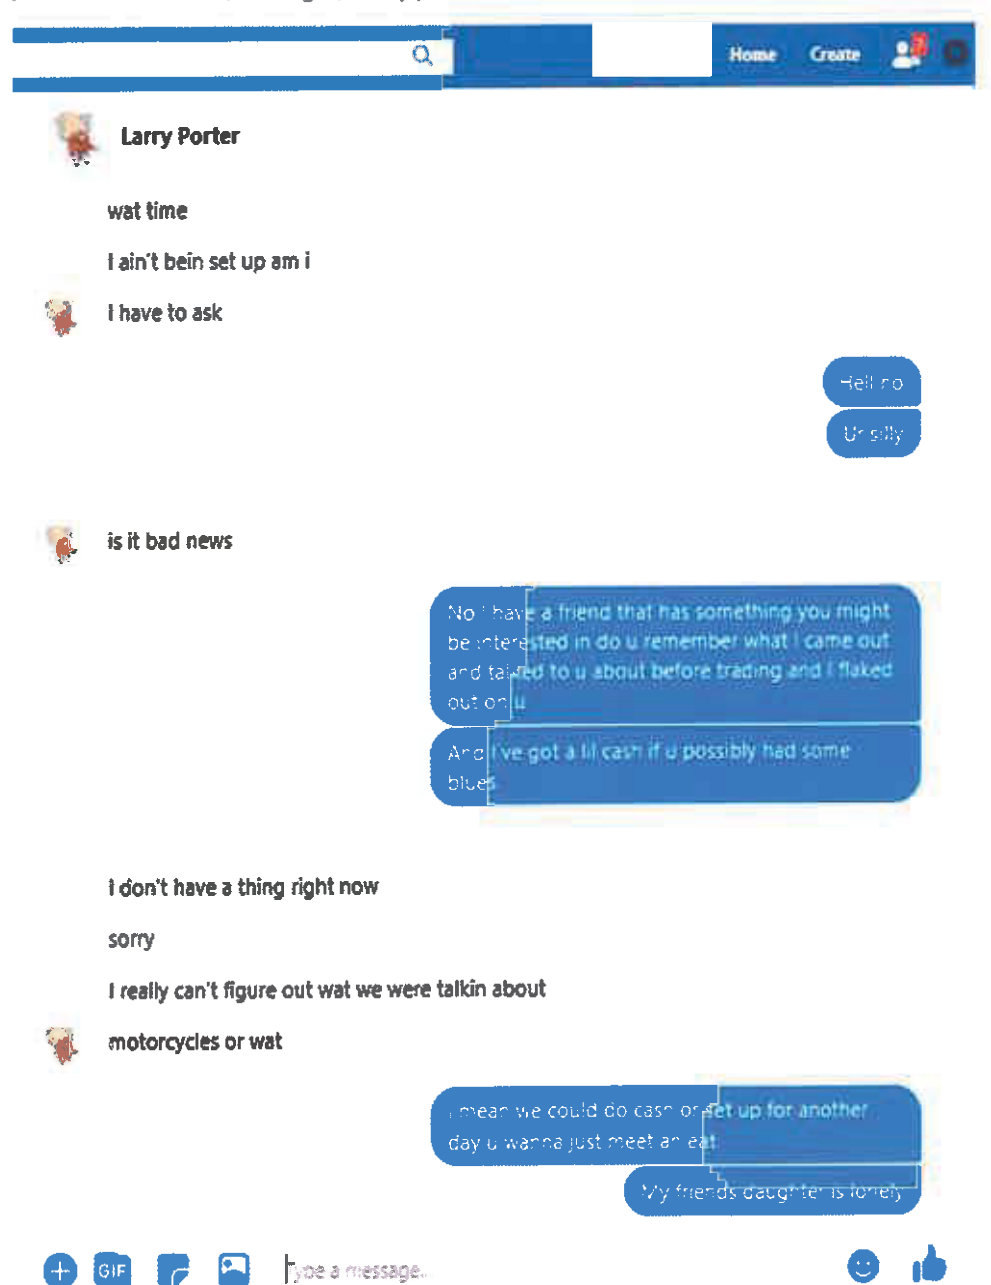 Home Create
Larry Porter
wat time
I ain't bein set up am i
I have to ask
Hell no
Ur silly
is it bad news
No I have a friend that has something you might
be interested in do u remember what I came out
and talked to u about before trading and I flaked
out on u
And I've got a lil cash if u possibly had some
blues
I don't have a thing right now
sorry
I really can't figure out wat we were talkin about
motorcycles or wat
I mean we could do cash or set up for another
day u wanna just meet an eat
My friends daughter is lonely
GIF
Type a message...